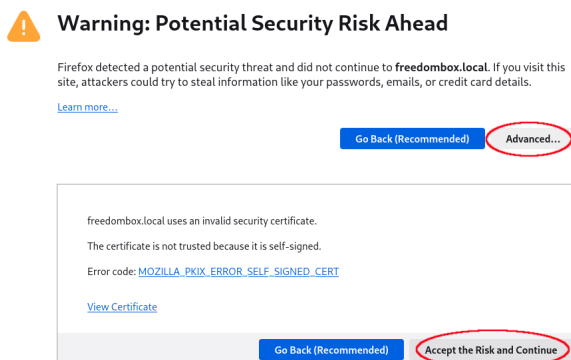 Warning: Potential Security Risk Ahead
Firefox detected a potential security threat and did not continue to freedombox.local. If you visit this
site, attackers could try to steal information like your passwords, emails, or credit card details.
Learn more...
Go Back (Recommended) Advanced...
freedombox.local uses an invalid security certificate.
The certificate is not trusted because it is self-signed.
Error code: MOZILLA_PKIX_ERROR_SELF_SIGNED_CERT
View Certificate
Go Back (Recommended) Accept the Risk and Continue